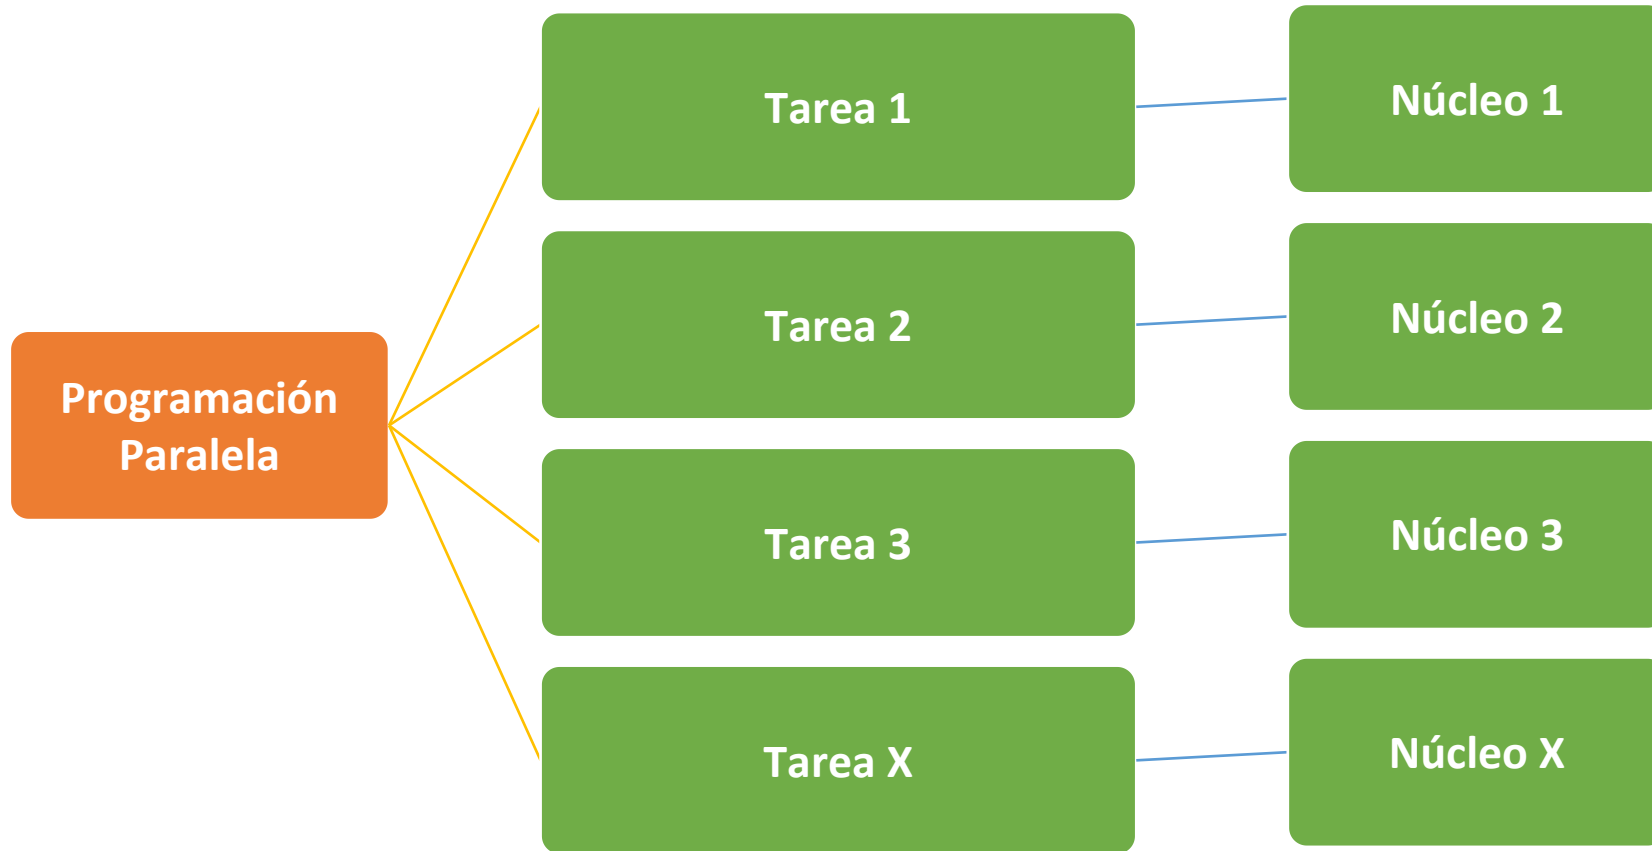 Programación
Paralela
Tarea 1
Núcleo 1
Tarea 2
Núcleo 2
Tarea 3
Núcleo 3
Tarea X
Núcleo X